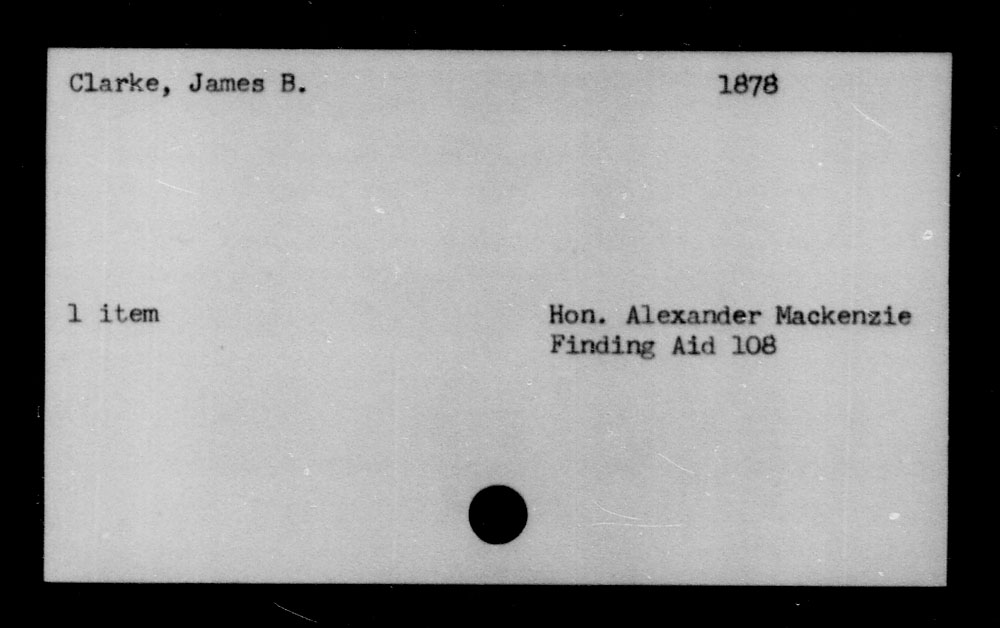 Clarke, James B. 1878
1 item
Hon. Alexander Mackenzie
Finding Aid 108